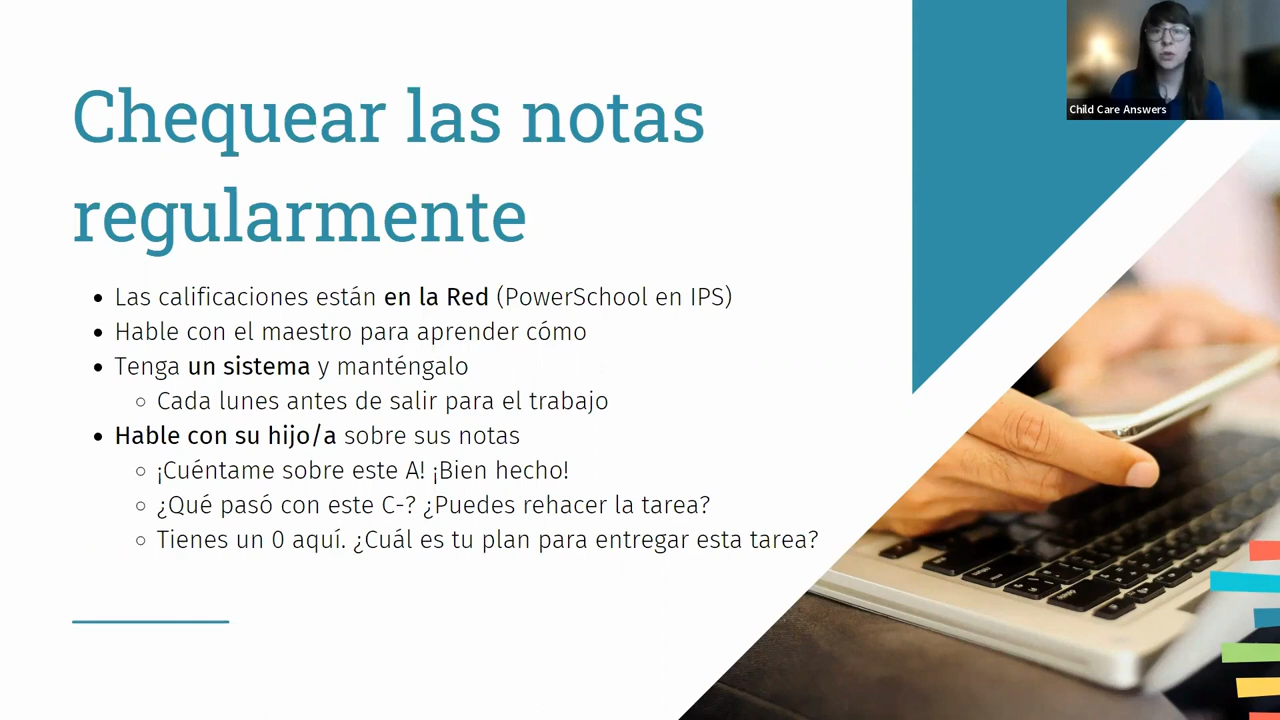 Chequear las notas
regularmente
Las calificaciones están en la Red (PowerSchool en IPS)
Hable con el maestro para aprender cómo
Tenga un sistema y manténgalo
Cada lunes antes de salir para el trabajo
Hable con su hijo/a sobre sus notas
¡Cuéntame sobre este A! ¡Bien hecho!
¿Qué pasó con este C-? ¿Puedes rehacer la tarea?
Tienes un 0 aquí. ¿Cuál es tu plan para entregar esta tarea?
Child Care Answers